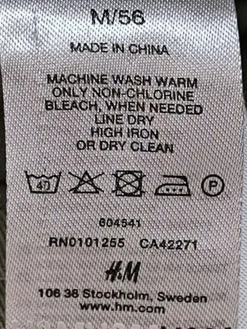 M/56
MADE IN CHINA
MACHINE WASH WARM
ONLY NON-CHLORINE
BLEACH, WHEN NEEDED
LINE DRY
HIGH IRON
OR DRY CLEAN
40 P
604541
RN0101255 CA42271
H&M
106 38 Stockholm, Sweden
www.hm.com